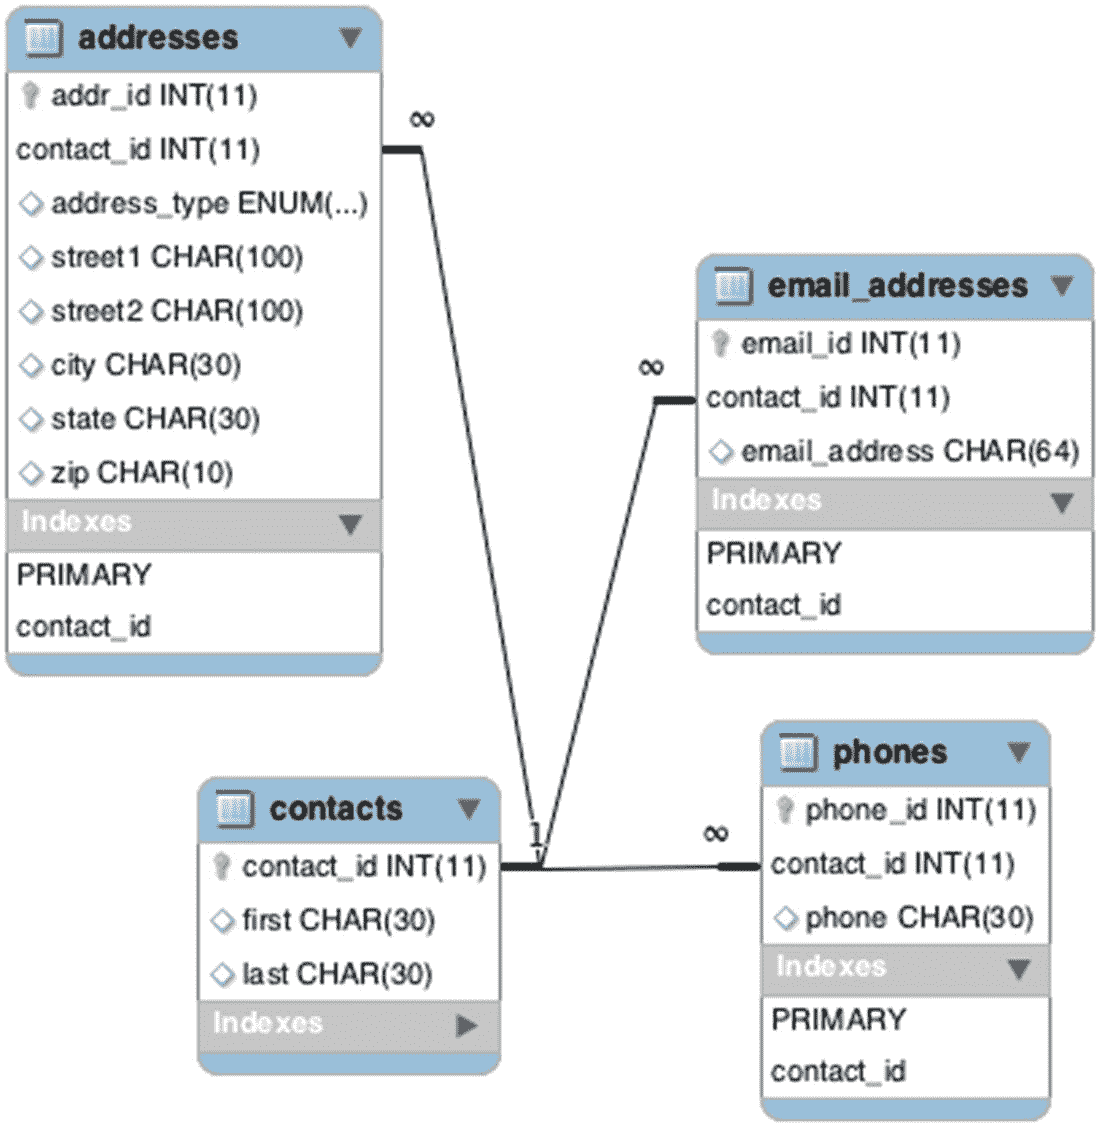 addresses
addr_id INT(11)
contact_id INT(11)
address_type ENUM(...)
street1 CHAR(100)
street2 CHAR(100)
city CHAR(30)
state CHAR(30)
zip CHAR(10)
Indexes
PRIMARY
contact_id
∞
email_addresses
email_id INT(11)
contact_id INT(11)
email_address CHAR(64)
Indexes
PRIMARY
contact_id
∞
contacts
contact_id INT(11)
first CHAR(30)
last CHAR(30)
Indexes
1
∞
phones
phone_id INT(11)
contact_id INT(11)
phone CHAR(30)
Indexes
PRIMARY
contact_id